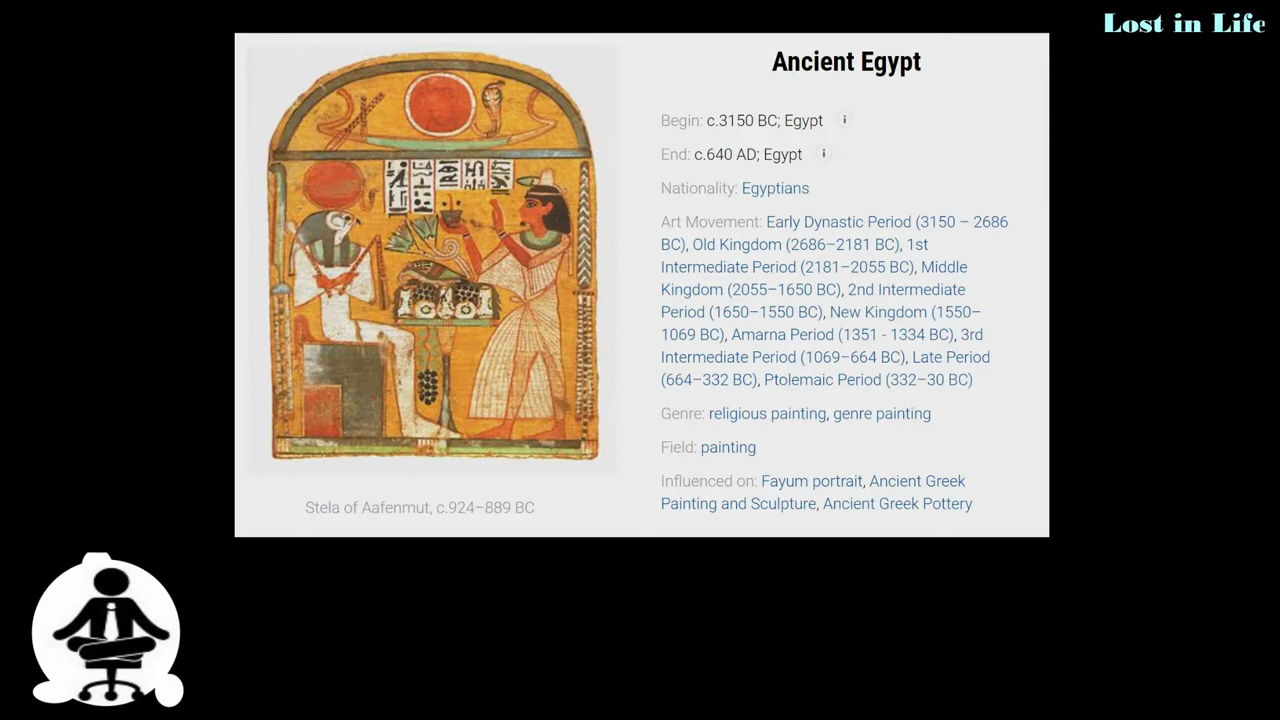 Lost in Life
Ancient Egypt
Begin: c.3150 BC; Egypt i
End: c.640 AD; Egypt i
Nationality: Egyptians
Art Movement: Early Dynastic Period (3150 – 2686
BC), Old Kingdom (2686–2181 BC), 1st
Intermediate Period (2181–2055 BC), Middle
Kingdom (2055–1650 BC), 2nd Intermediate
Period (1650–1550 BC), New Kingdom (1550–
1069 BC), Amarna Period (1351 - 1334 BC), 3rd
Intermediate Period (1069–664 BC), Late Period
(664–332 BC), Ptolemaic Period (332–30 BC)
Genre: religious painting, genre painting
Field: painting
Influenced on: Fayum portrait, Ancient Greek
Painting and Sculpture, Ancient Greek Pottery
Stela of Aafenmut, c.924–889 BC